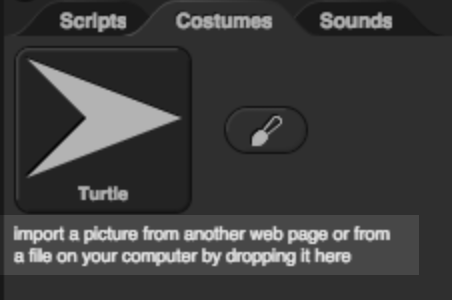 Scripts Costumes Sounds
Turtle
import a picture from another web page or from
a file on your computer by dropping it here